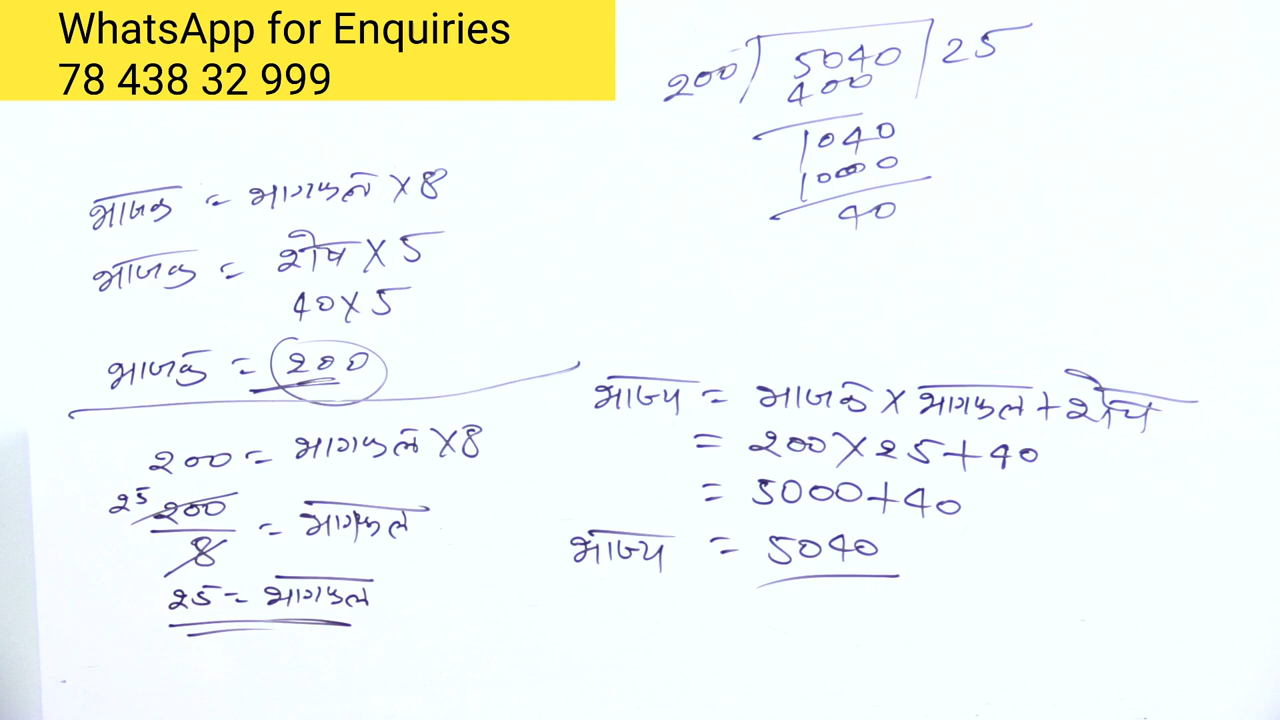 WhatsApp for Enquiries
78 438 32 999
200 ) 5040 ( 25
400
1040
1000
40
भाजक = भागफल × 8
भाजक = शेष × 5
40 × 5
भाजक = 200
200 = भागफल × 8
25 200 / 8 = भागफल
25 = भागफल
भाज्य = भाजक × भागफल + शेष
= 200 × 25 + 40
= 5000 + 40
भाज्य = 5040